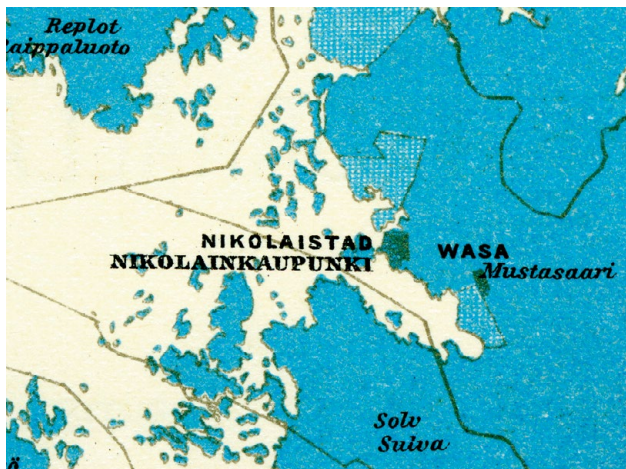 Replot
Raippaluoto
NIKOLAISTAD
NIKOLAINKAUPUNKI
WASA
Mustasaari
Solv
Sulva
Ö